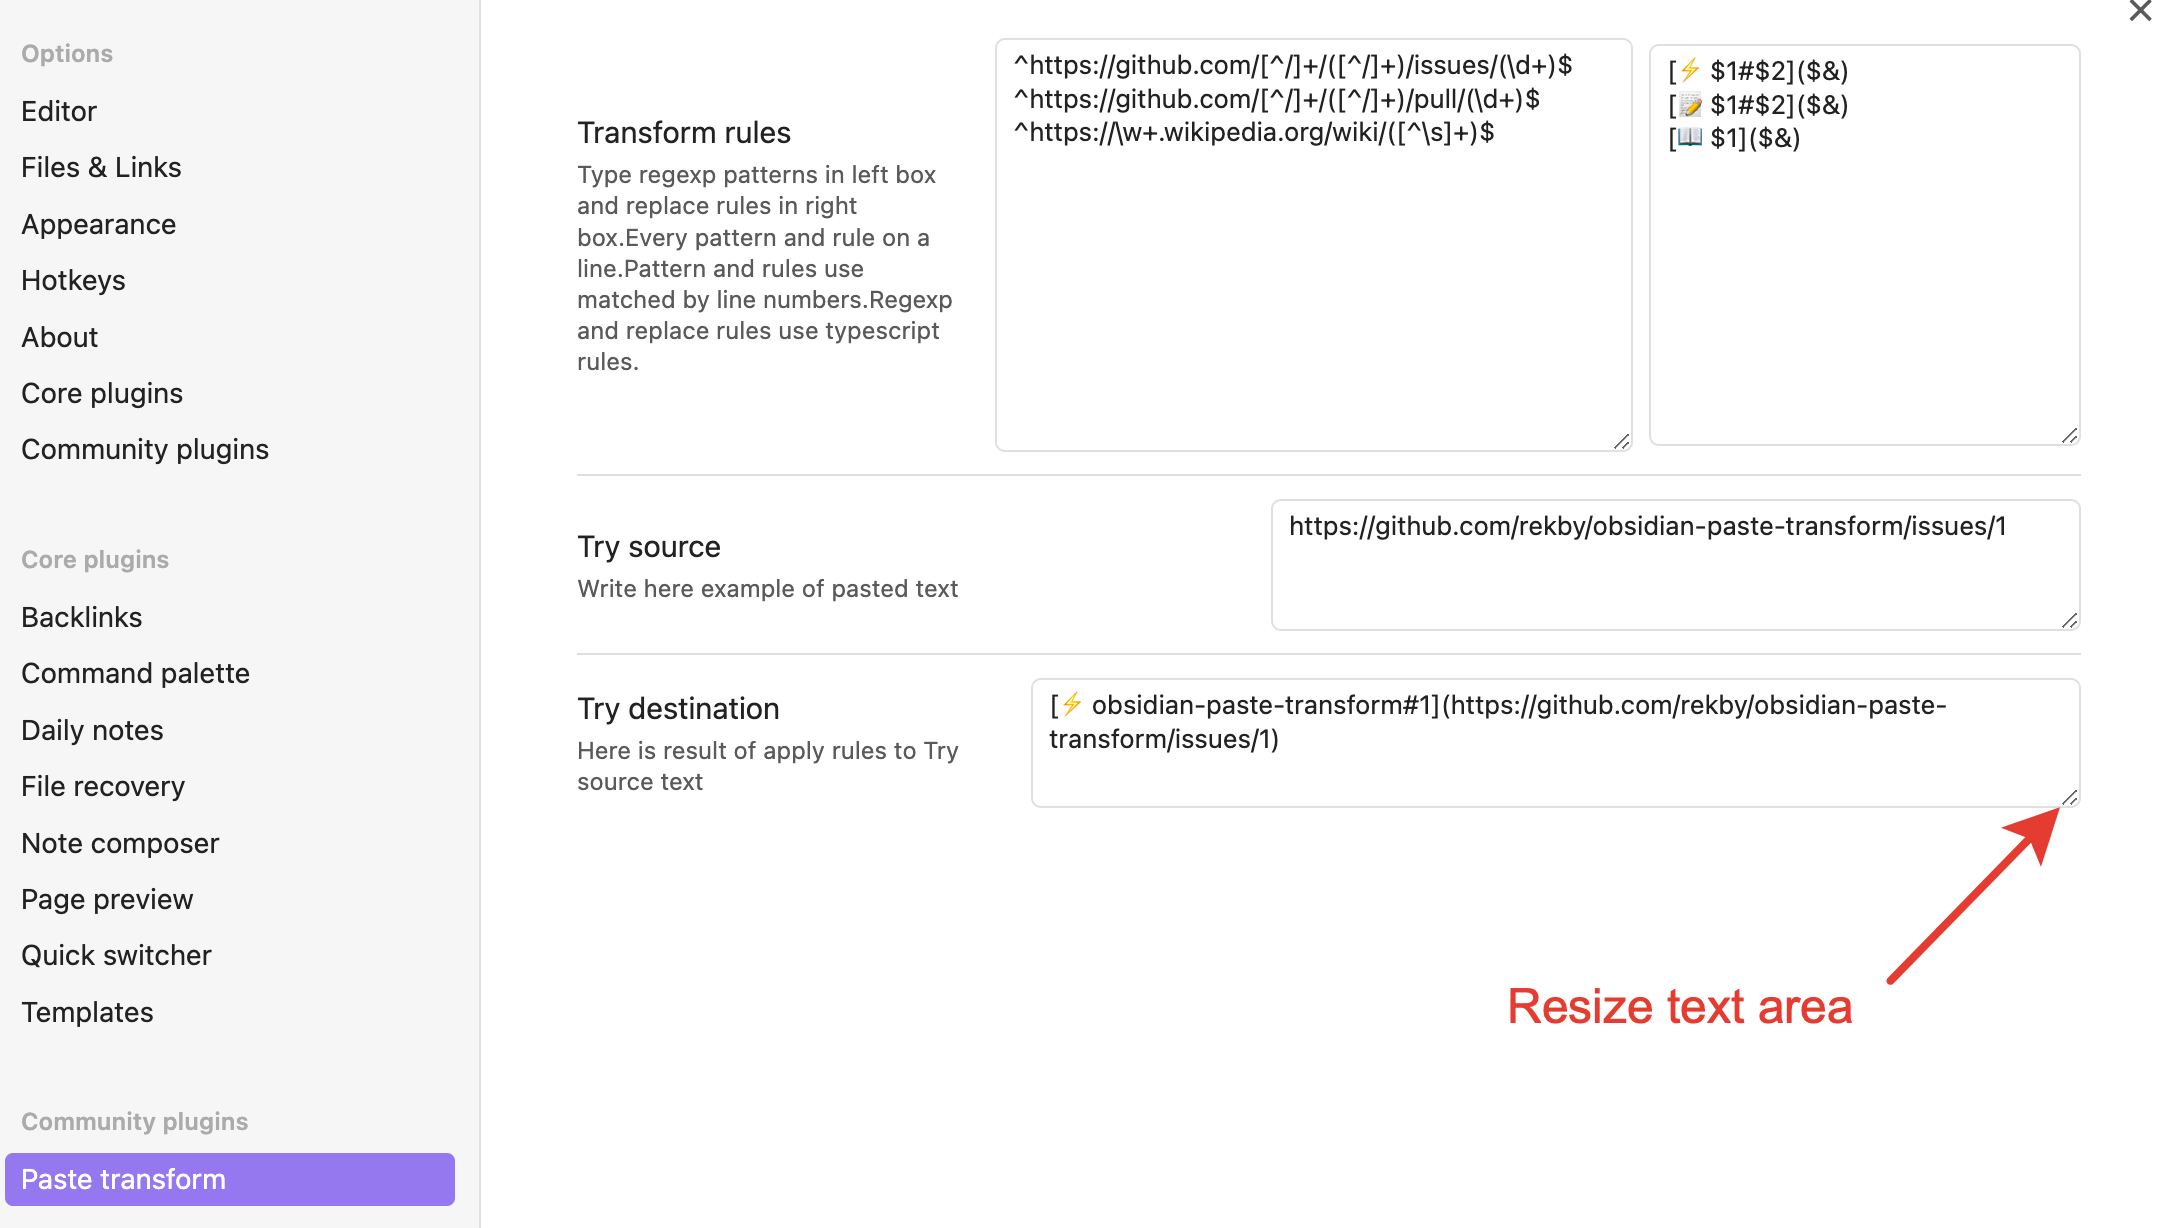 Options
Editor
Files & Links
Appearance
Hotkeys
About
Core plugins
Community plugins
Core plugins
Backlinks
Command palette
Daily notes
File recovery
Note composer
Page preview
Quick switcher
Templates
Community plugins
Paste transform
Transform rules
Type regexp patterns in left box
and replace rules in right
box.Every pattern and rule on a
line.Pattern and rules use
matched by line numbers.Regexp
and replace rules use typescript
rules.
^https://github.com/[^/]+/([^/]+)/issues/(\d+)$
^https://github.com/[^/]+/([^/]+)/pull/(\d+)$
^https://\w+.wikipedia.org/wiki/([^\s]+)$
[⚡ $1#$2]($&)
[📝 $1#$2]($&)
[📖 $1]($&)
Try source
Write here example of pasted text
https://github.com/rekby/obsidian-paste-transform/issues/1
Try destination
Here is result of apply rules to Try
source text
[⚡ obsidian-paste-transform#1](https://github.com/rekby/obsidian-paste-
transform/issues/1)
Resize text area